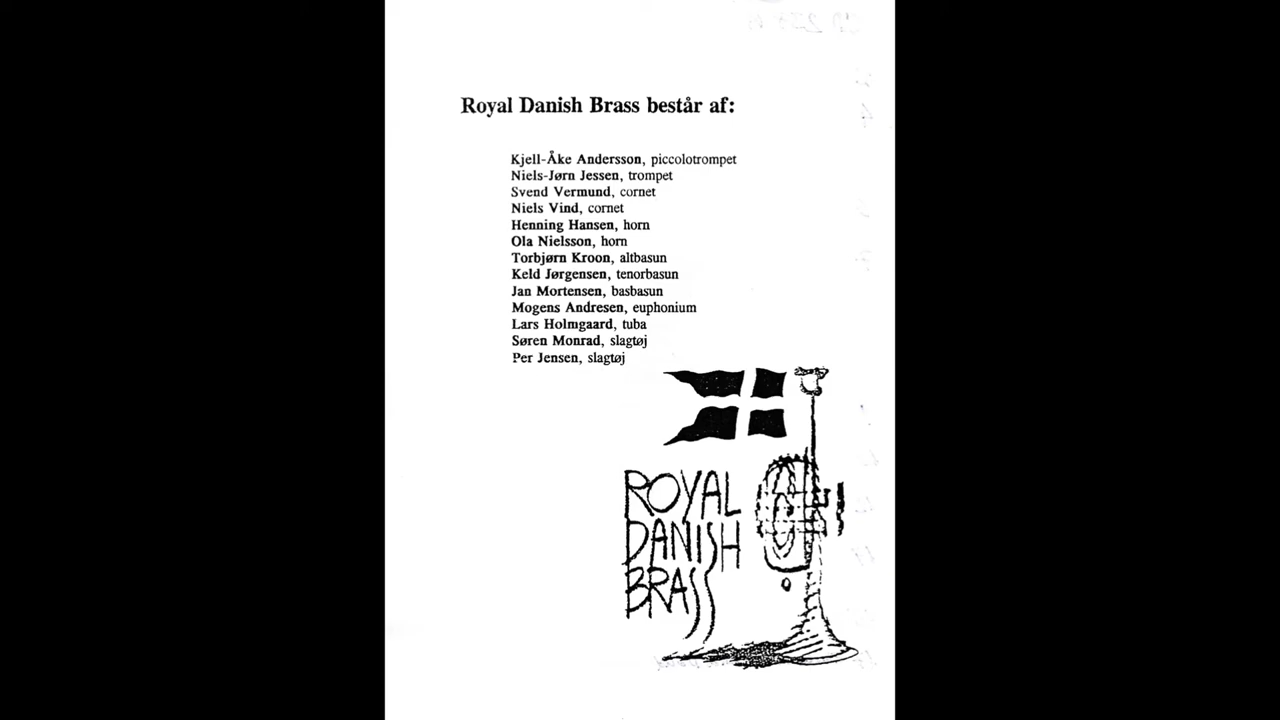 Royal Danish Brass består af:
Kjell-Åke Andersson, piccolotrompet
Niels-Jørn Jessen, trompet
Svend Vermund, cornet
Niels Vind, cornet
Henning Hansen, horn
Ola Nielsson, horn
Torbjørn Kroon, altbasun
Keld Jørgensen, tenorbasun
Jan Mortensen, basbasun
Mogens Andresen, euphonium
Lars Holmgaard, tuba
Søren Monrad, slagtøj
Per Jensen, slagtøj
ROYAL
DANISH
BRASS